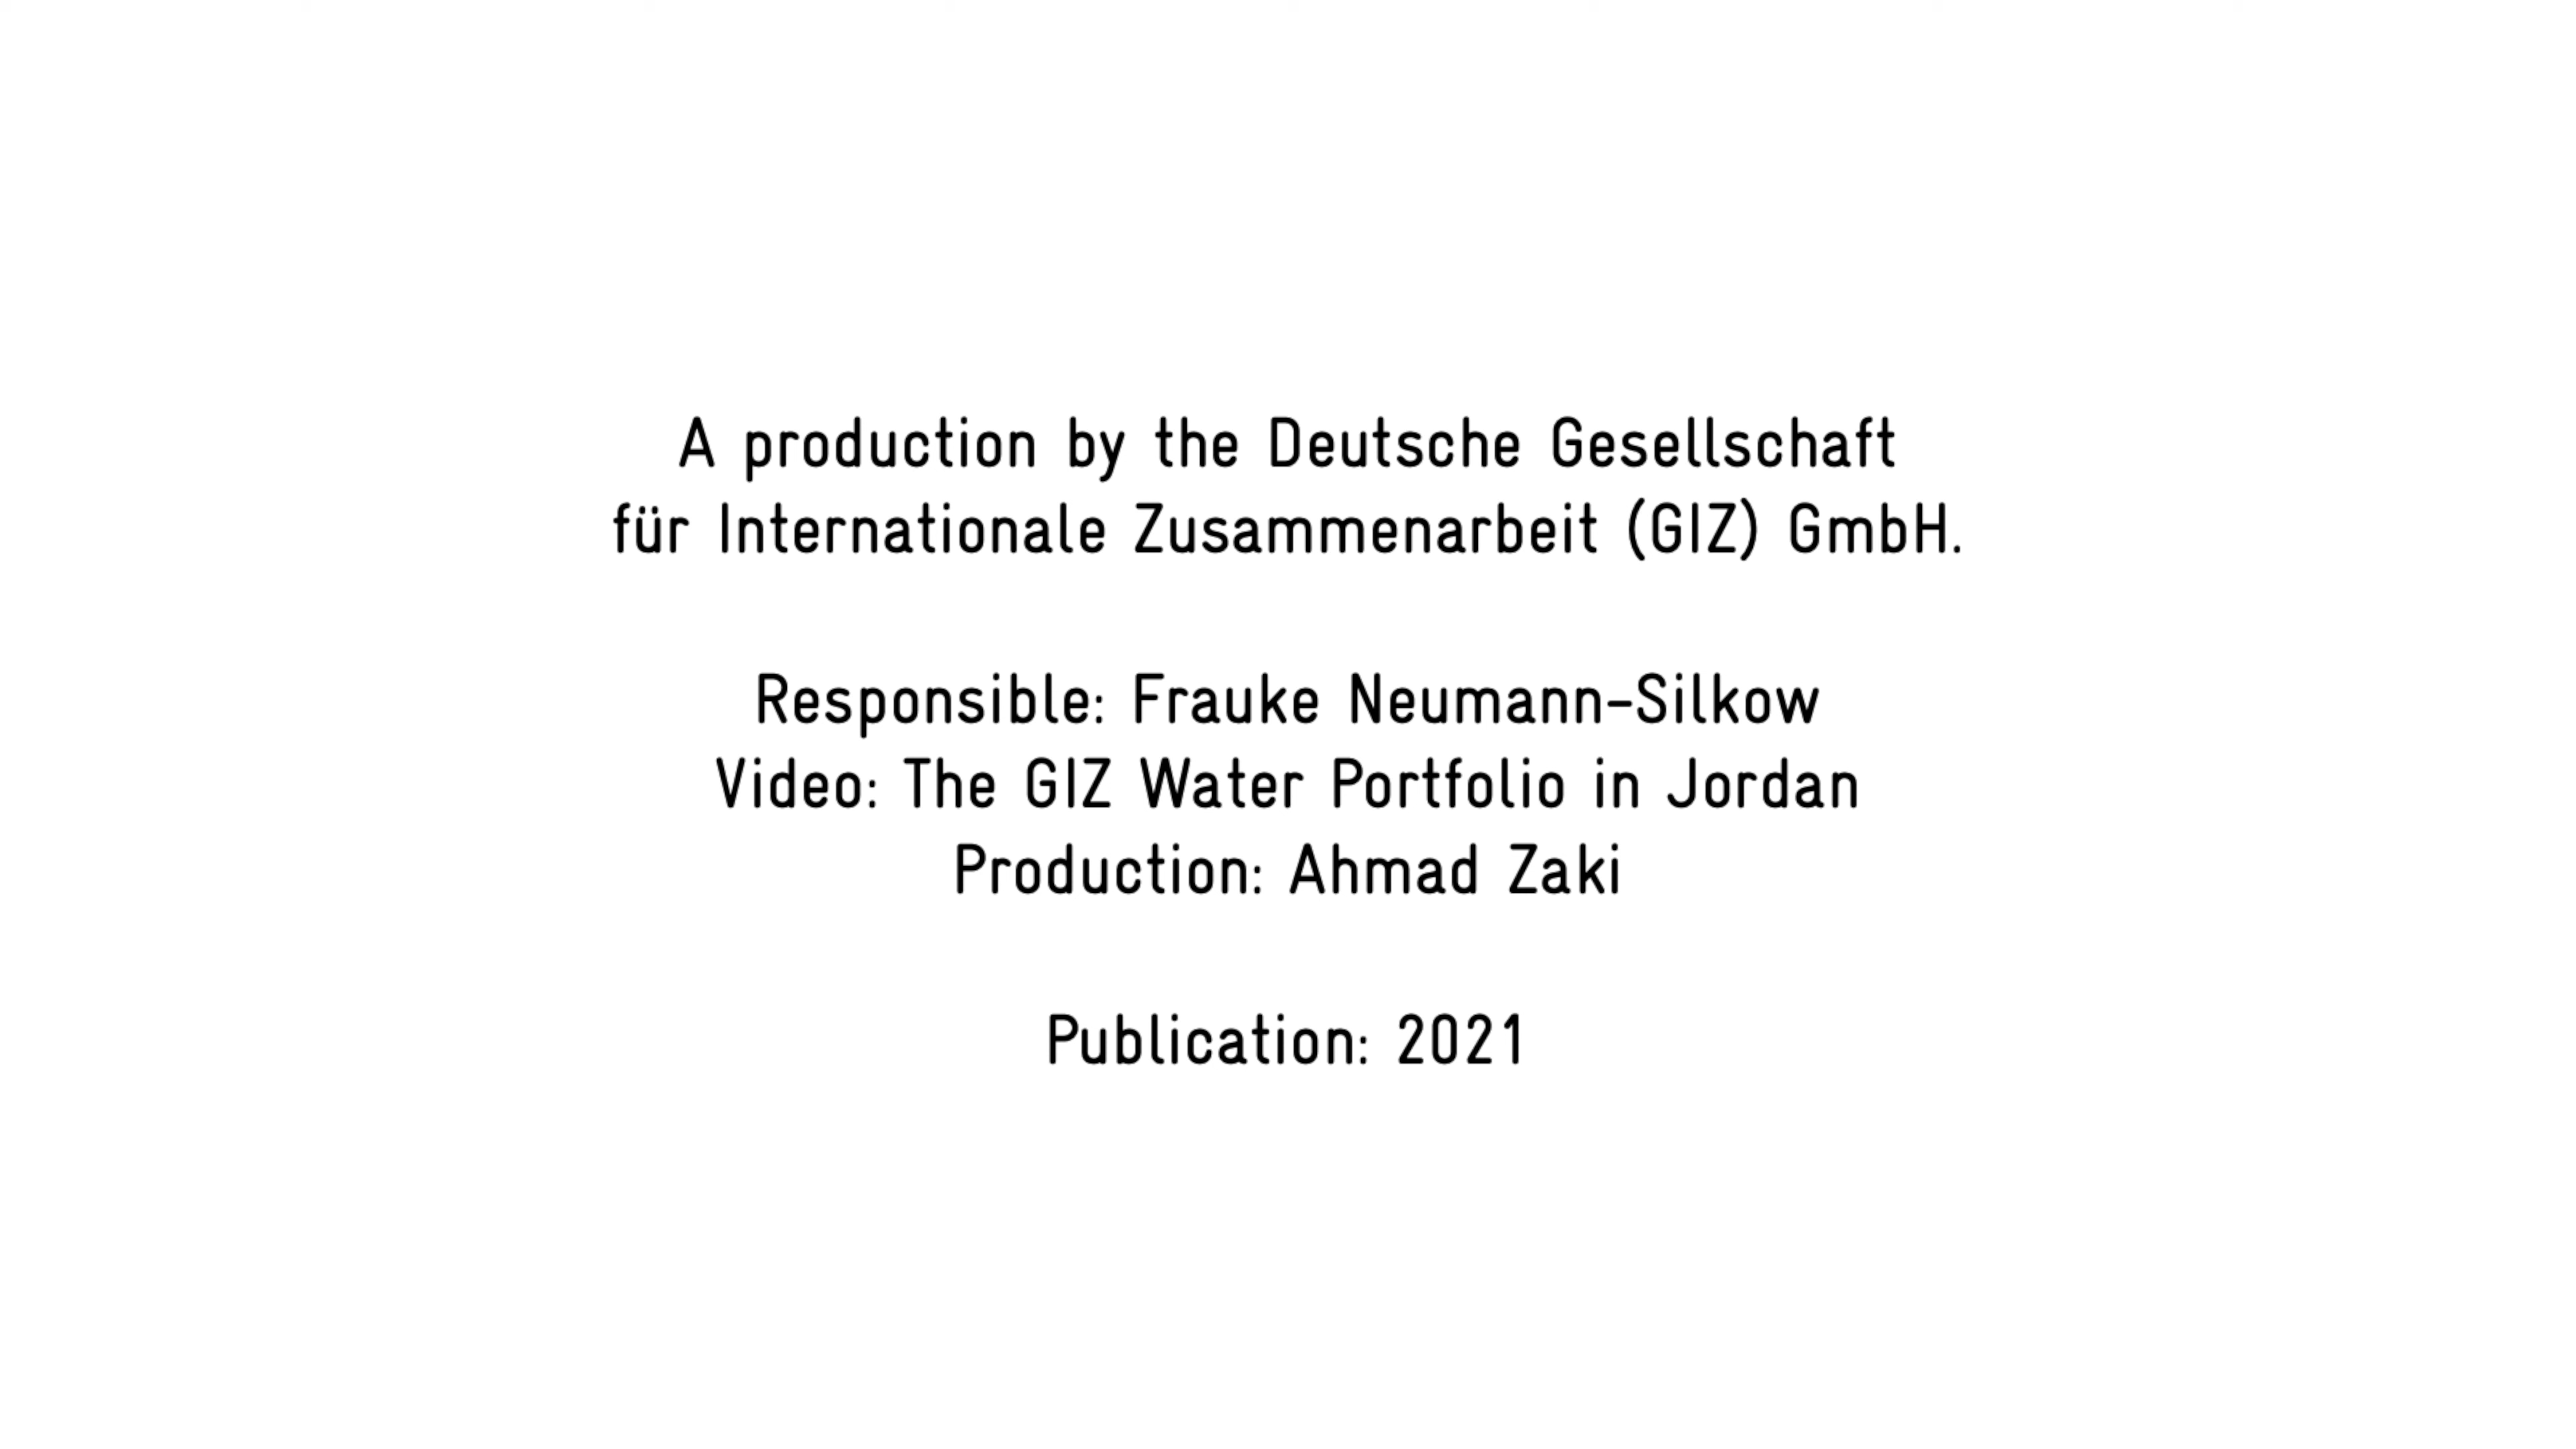 A production by the Deutsche Gesellschaft
für Internationale Zusammenarbeit (GIZ) GmbH.
Responsible: Frauke Neumann-Silkow
Video: The GIZ Water Portfolio in Jordan
Production: Ahmad Zaki
Publication: 2021